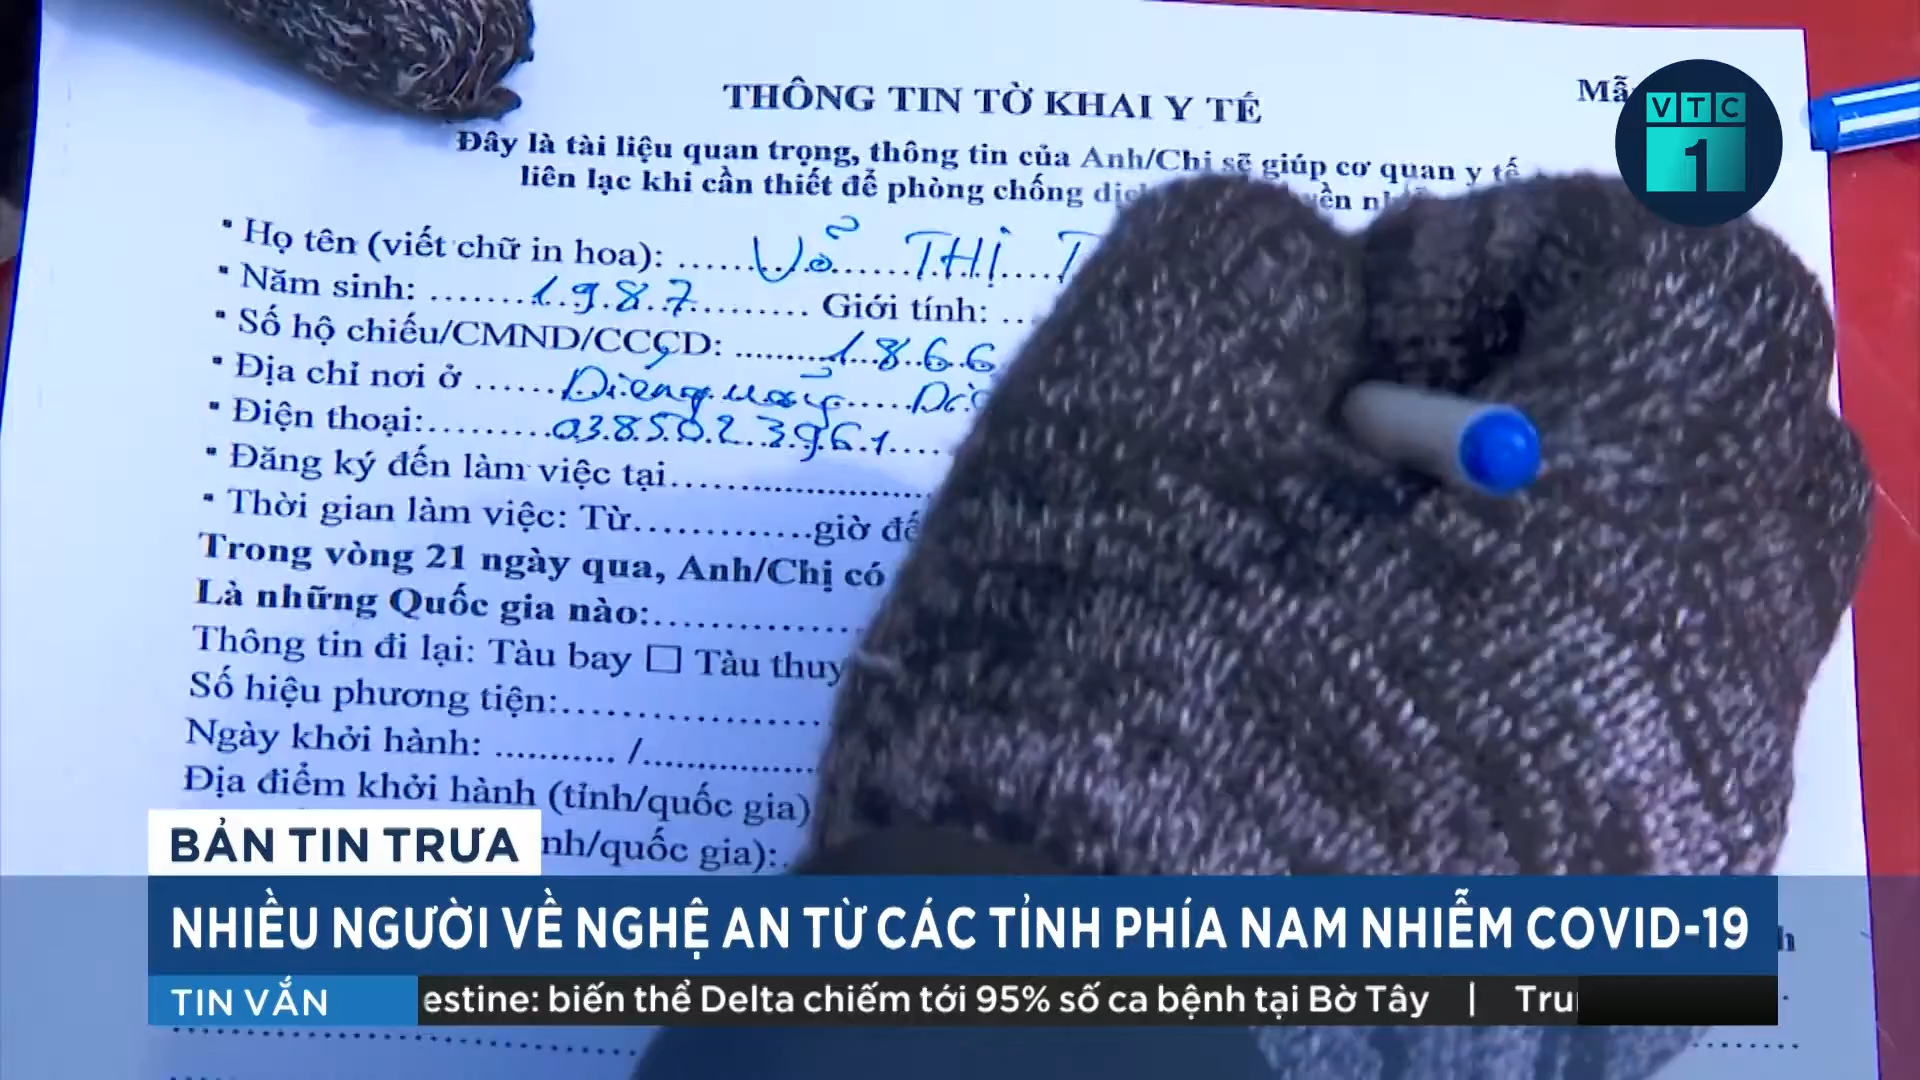 THÔNG TIN TỜ KHAI Y TẾ
VTC
1
Đây là tài liệu quan trọng, thông tin của Anh/Chị sẽ giúp cơ quan y tế
liên lạc khi cần thiết để phòng chống
Họ tên (viết chữ in hoa): THỊ
Năm sinh: 1987 Giới tính:
Số hộ chiếu/CMND/CCCD: 1866
Địa chỉ nơi ở
Điện thoại: 0385023961
Đăng ký đến làm việc tại
Thời gian làm việc: Từ.............giờ
Trong vòng 21 ngày qua, Anh/Chị có
Là những Quốc gia nào:
Thông tin đi lại: Tàu bay ☐ Tàu
Số hiệu phương tiện:
Ngày khởi hành: ........... /
Địa điểm khởi hành (tỉnh/quốc gia)
gia):
BẢN TIN TRƯA
NHIỀU NGƯỜI VỀ NGHỆ AN TỪ CÁC TỈNH PHÍA NAM NHIỄM COVID-19
TIN VẮN estine: biến thể Delta chiếm tới 95% số ca bệnh tại Bờ Tây | Tru